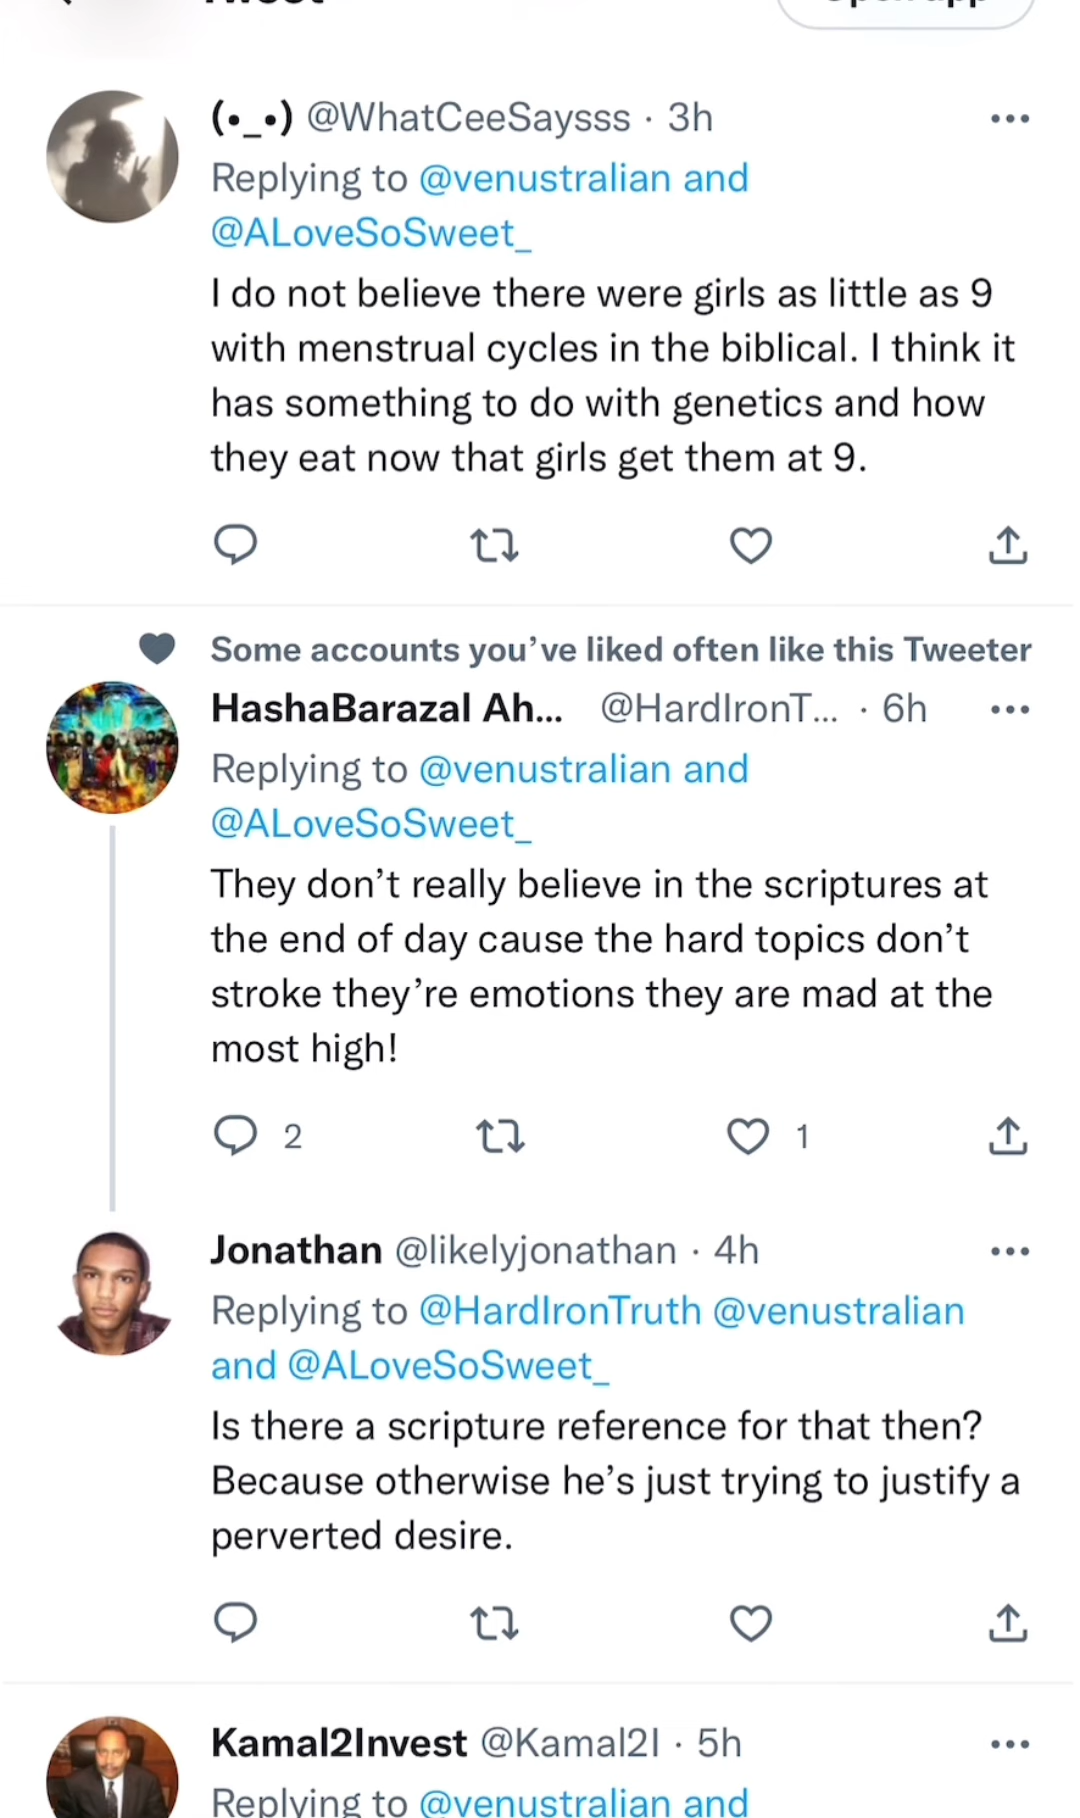 Tweet
Open app
(•_•) @WhatCeeSaysss · 3h
Replying to @venustralian and
@ALoveSoSweet_
I do not believe there were girls as little as 9
with menstrual cycles in the biblical. I think it
has something to do with genetics and how
they eat now that girls get them at 9.
Some accounts you’ve liked often like this Tweeter
HashaBarazal Ah... @HardIronT... · 6h
Replying to @venustralian and
@ALoveSoSweet_
They don’t really believe in the scriptures at
the end of day cause the hard topics don’t
stroke they’re emotions they are mad at the
most high!
2 1
Jonathan @likelyjonathan · 4h
Replying to @HardIronTruth @venustralian
and @ALoveSoSweet_
Is there a scripture reference for that then?
Because otherwise he’s just trying to justify a
perverted desire.
Kamal2Invest @Kamal2I · 5h
Replying to @venustralian and